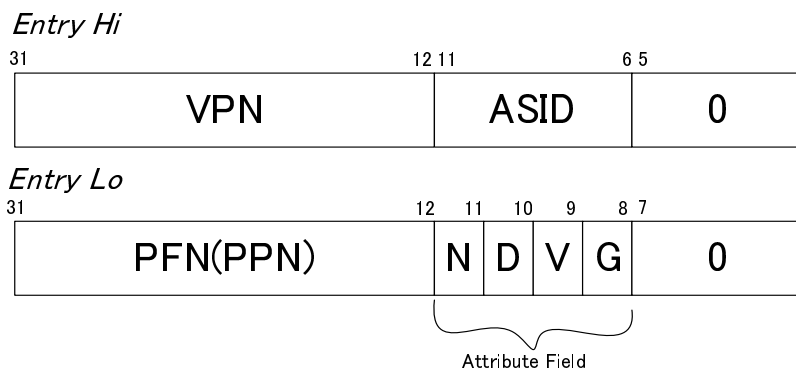 Entry Hi
31 12 11 6 5
VPN ASID 0
Entry Lo
31 12 11 10 9 8 7
PFN(PPN) N D V G 0
Attribute Field